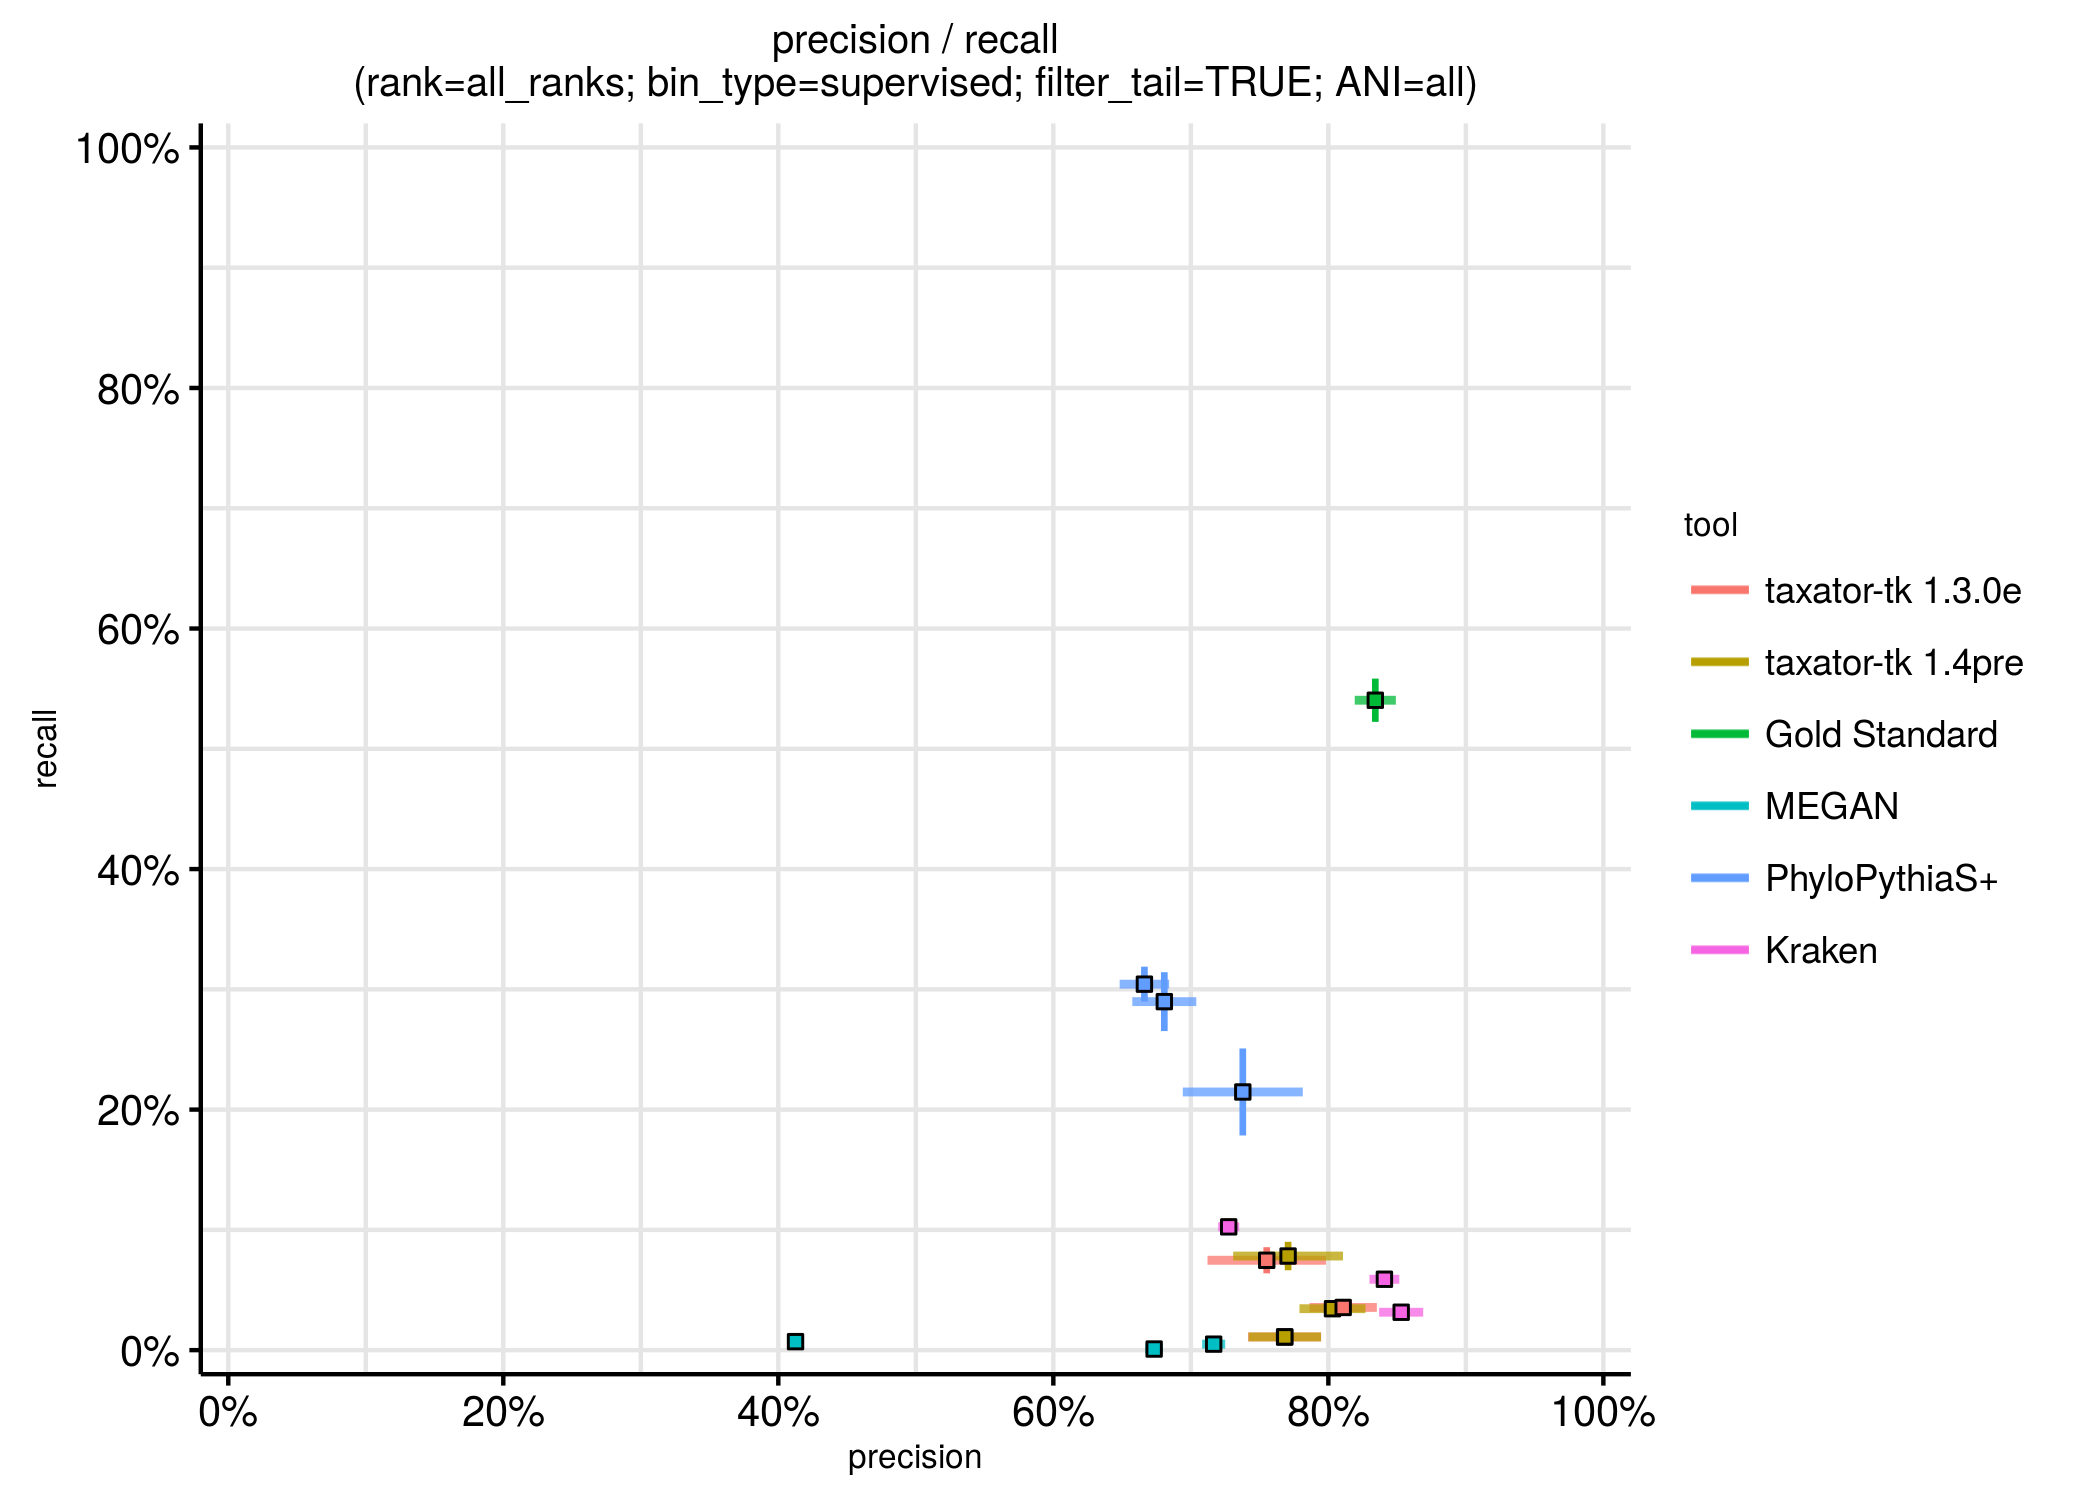 precision / recall
(rank=all_ranks; bin_type=supervised; filter_tail=TRUE; ANI=all)
100%
80%
60%
40%
20%
0%
recall
0%
20%
40%
60%
80%
100%
precision
tool
taxator-tk 1.3.0e
taxator-tk 1.4pre
Gold Standard
MEGAN
PhyloPythiaS+
Kraken